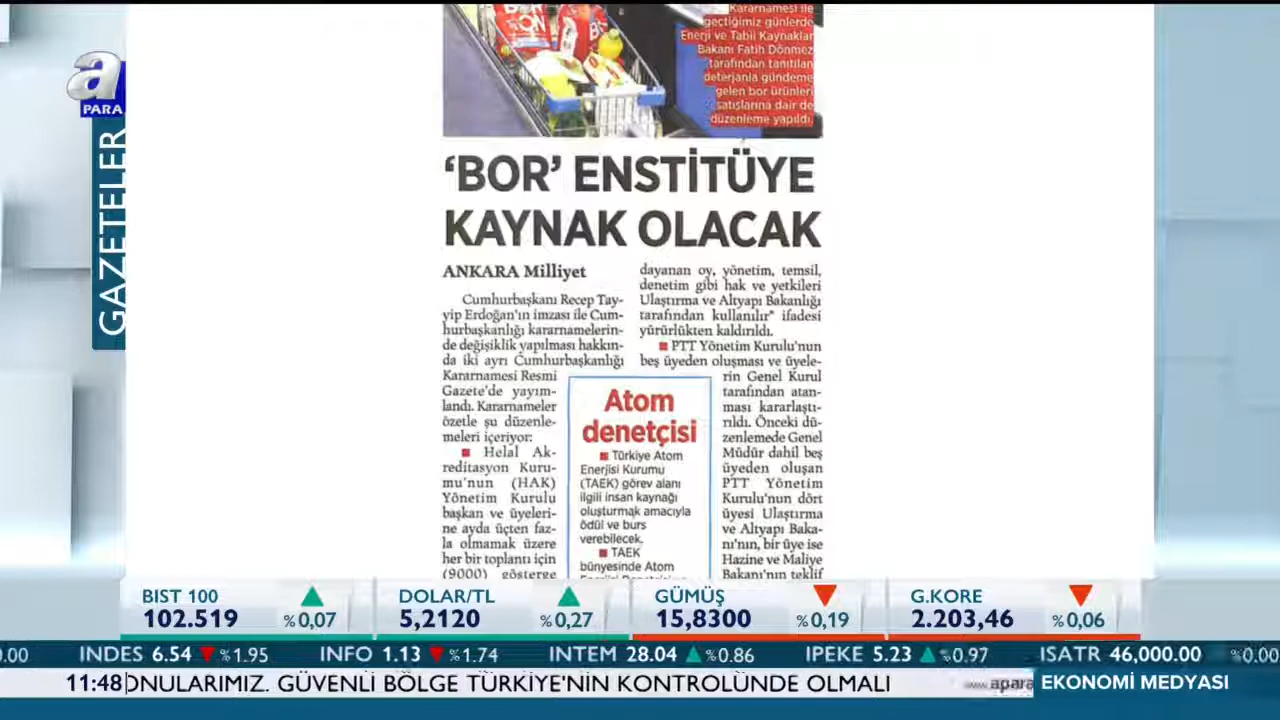 a
PARA
GAZETELER
BOR
ON
Kararnamesi ile
geçtiğimiz günlerde
Enerji ve Tabii Kaynaklar
Bakanı Fatih Dönmez
tarafından tanıtılan
deterjanla gündeme
gelen bor ürünleri
satışlarına dair de
düzenleme yapıldı.
‘BOR’ ENSTİTÜYE
KAYNAK OLACAK
ANKARA Milliyet
Cumhurbaşkanı Recep Tay-
yip Erdoğan'ın imzası ile Cum-
hurbaşkanlığı kararnamelerin-
de değişiklik yapılması hakkın-
da iki ayrı Cumhurbaşkanlığı
Kararnamesi Resmi
Gazete'de yayım-
landı. Kararnameler
özetle şu düzenle-
meleri içeriyor:
Helal Ak-
reditasyon Kuru-
mu'nun (HAK)
Yönetim Kurulu
başkan ve üyeleri-
ne ayda üçten faz-
la olmamak üzere
her bir toplantı için
(9000) gösterge
Atom
denetçisi
Türkiye Atom
Enerjisi Kurumu
(TAEK) görev alanı
ilgili insan kaynağı
oluşturmak amacıyla
ödül ve burs
verebilecek.
TAEK
bünyesinde Atom
dayanan oy, yönetim, temsil,
denetim gibi hak ve yetkileri
Ulaştırma ve Altyapı Bakanlığı
tarafından kullanılır" ifadesi
yürürlükten kaldırıldı.
PTT Yönetim Kurulu'nun
beş üyeden oluşması ve üyele-
rin Genel Kurul
tarafından atan-
ması kararlaştı-
rıldı. Önceki dü-
zenlemede Genel
Müdür dahil beş
üyeden oluşan
PTT Yönetim
Kurulu'nun dört
üyesi Ulaştırma
ve Altyapı Baka-
nı'nın, bir üye ise
Hazine ve Maliye
Bakanı'nın teklif
BIST 100
102.519 %0,07
DOLAR/TL
5,2120 %0,27
GÜMÜŞ
15,8300 %0,19
G.KORE
2.203,46 %0,06
0.00 INDES 6.54 %1.95 INFO 1.13 %1.74 INTEM 28.04 %0.86 IPEKE 5.23 %0.97 ISATR 46,000.00 %0.00
11:48 ONULARIMIZ. GÜVENLİ BÖLGE TÜRKİYE'NİN KONTROLÜNDE OLMALI www.apara EKONOMİ MEDYASI